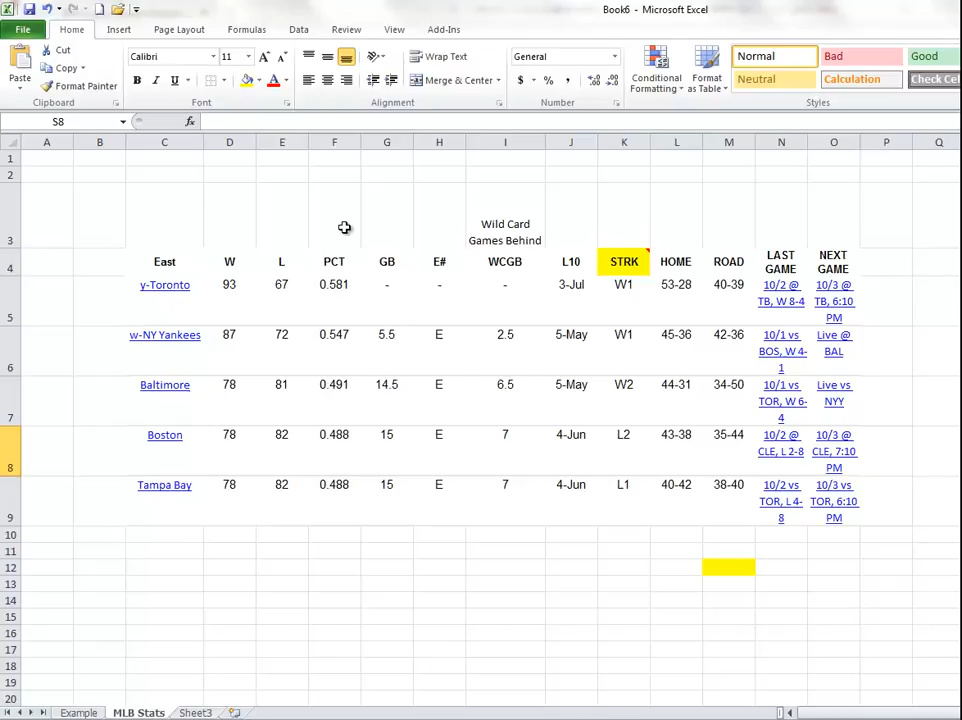 Book6 - Microsoft Excel
File Home Insert Page Layout Formulas Data Review View Add-Ins
Paste
Cut
Copy
Format Painter
Clipboard
Calibri 11
B I U
Font
Wrap Text
Merge & Center
Alignment
General
$ % ,
Number
Conditional Formatting
Format as Table
Normal Bad Good
Neutral Calculation Check Cel
Styles
S8 fx
A B C D E F G H I J K L M N O P Q
1
2
3 Wild Card
Games Behind
4 East W L PCT GB E# WCGB L10 STRK HOME ROAD LAST GAME NEXT GAME
5 y-Toronto 93 67 0.581 - - - 3-Jul W1 53-28 40-39 10/2 @ TB, W 8-4 10/3 @ TB, 6:10 PM
6 w-NY Yankees 87 72 0.547 5.5 E 2.5 5-May W1 45-36 42-36 10/1 vs BOS, W 4-1 Live @ BAL
7 Baltimore 78 81 0.491 14.5 E 6.5 5-May W2 44-31 34-50 10/1 vs TOR, W 6-4 Live vs NYY
8 Boston 78 82 0.488 15 E 7 4-Jun L2 43-38 35-44 10/2 @ CLE, L 2-8 10/3 @ CLE, 7:10 PM
9 Tampa Bay 78 82 0.488 15 E 7 4-Jun L1 40-42 38-40 10/2 vs TOR, L 4-8 10/3 vs TOR, 6:10 PM
10
11
12
13
14
15
16
17
18
19
20
Example MLB Stats Sheet3